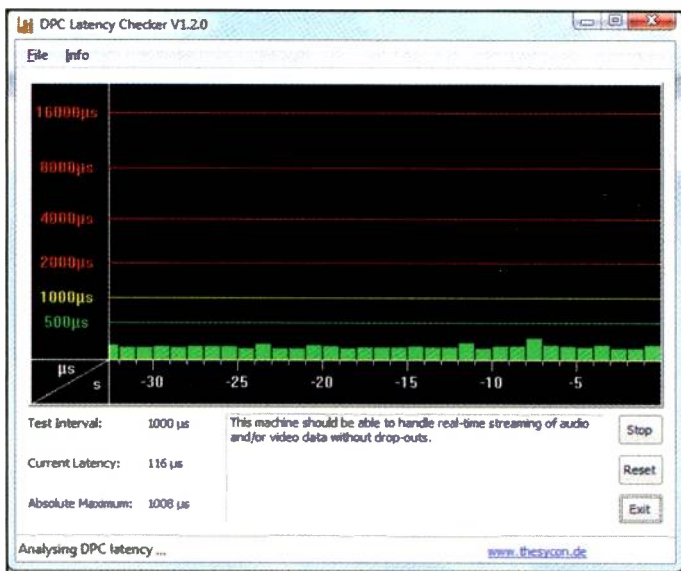 DPC Latency Checker V1.2.0
File Info
16000µs
8000µs
4000µs
2000µs
1000µs
500µs
µs
s
-30 -25 -20 -15 -10 -5
Test Interval: 1000 µs
Current Latency: 116 µs
Absolute Maximum: 1008 µs
This machine should be able to handle real-time streaming of audio
and/or video data without drop-outs.
Stop
Reset
Exit
Analysing DPC latency ...
www.thesycon.de